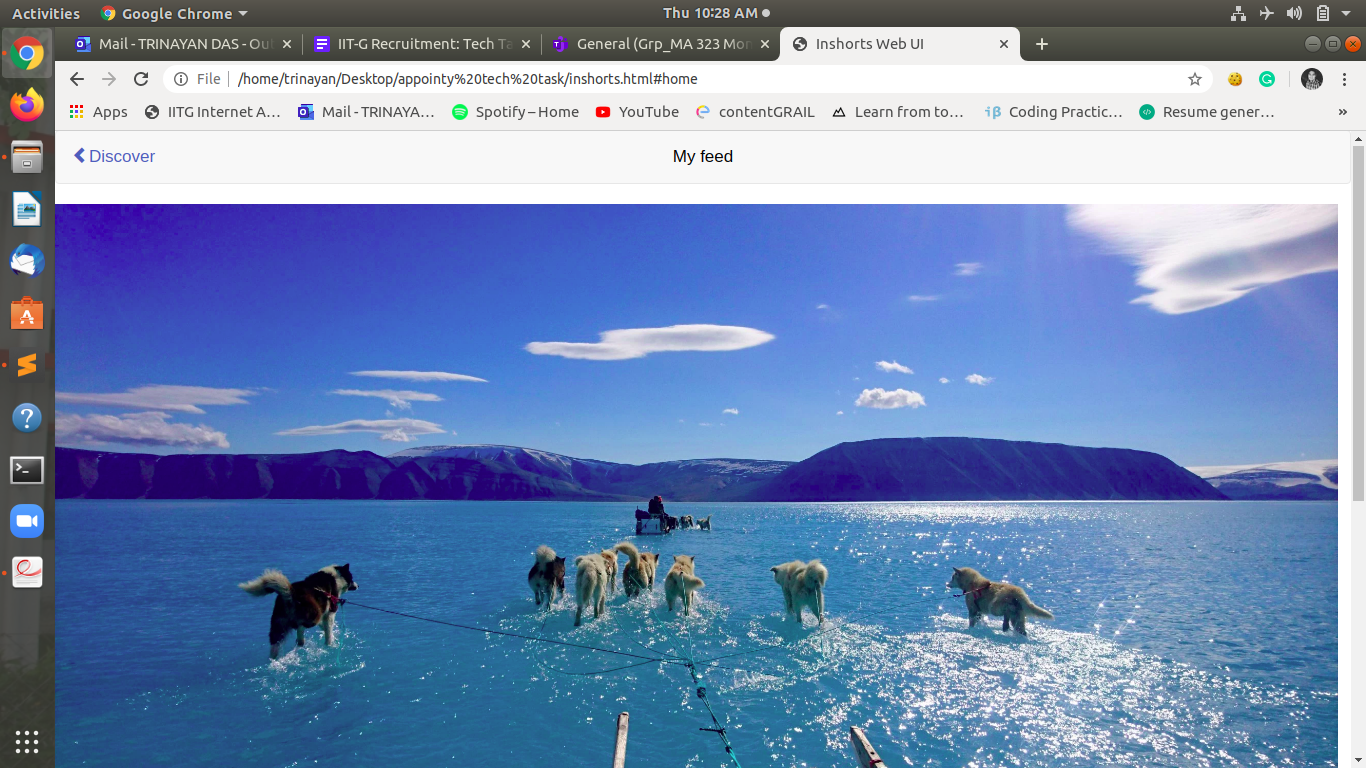 Activities Google Chrome Thu 10:28 AM
Mail - TRINAYAN DAS - Ou IIT-G Recruitment: Tech Ta General (Grp_MA 323 Mon Inshorts Web UI
File /home/trinayan/Desktop/appointy%20tech%20task/inshorts.html#home
Apps IITG Internet A… Mail - TRINAYA… Spotify – Home YouTube contentGRAIL Learn from to… Coding Practic… Resume gener… »
Discover My feed